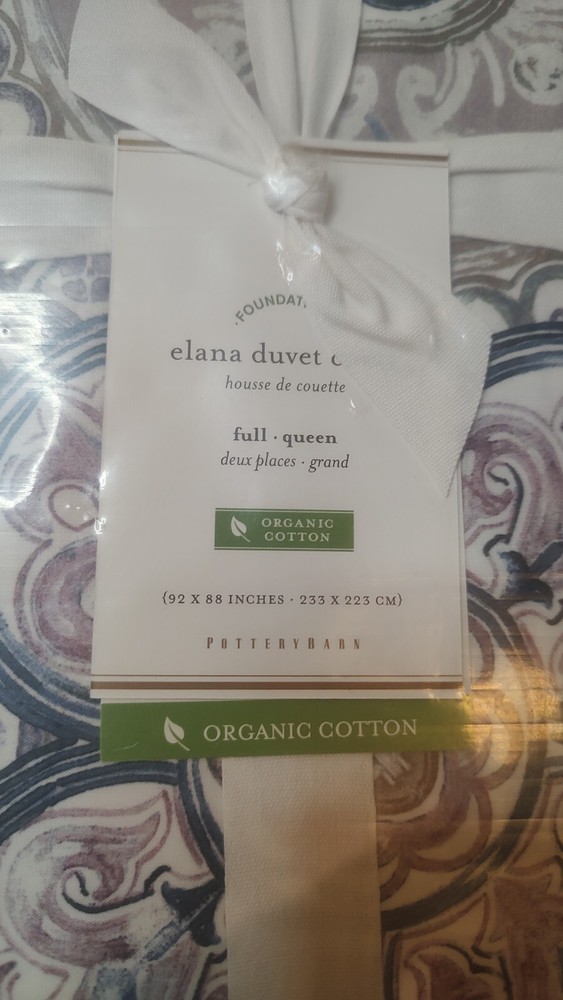 elana duvet
housse de couette
full · queen
deux places · grand
ORGANIC
COTTON
(92 X 88 INCHES · 233 X 223 CM)
POTTERYBARN
ORGANIC COTTON